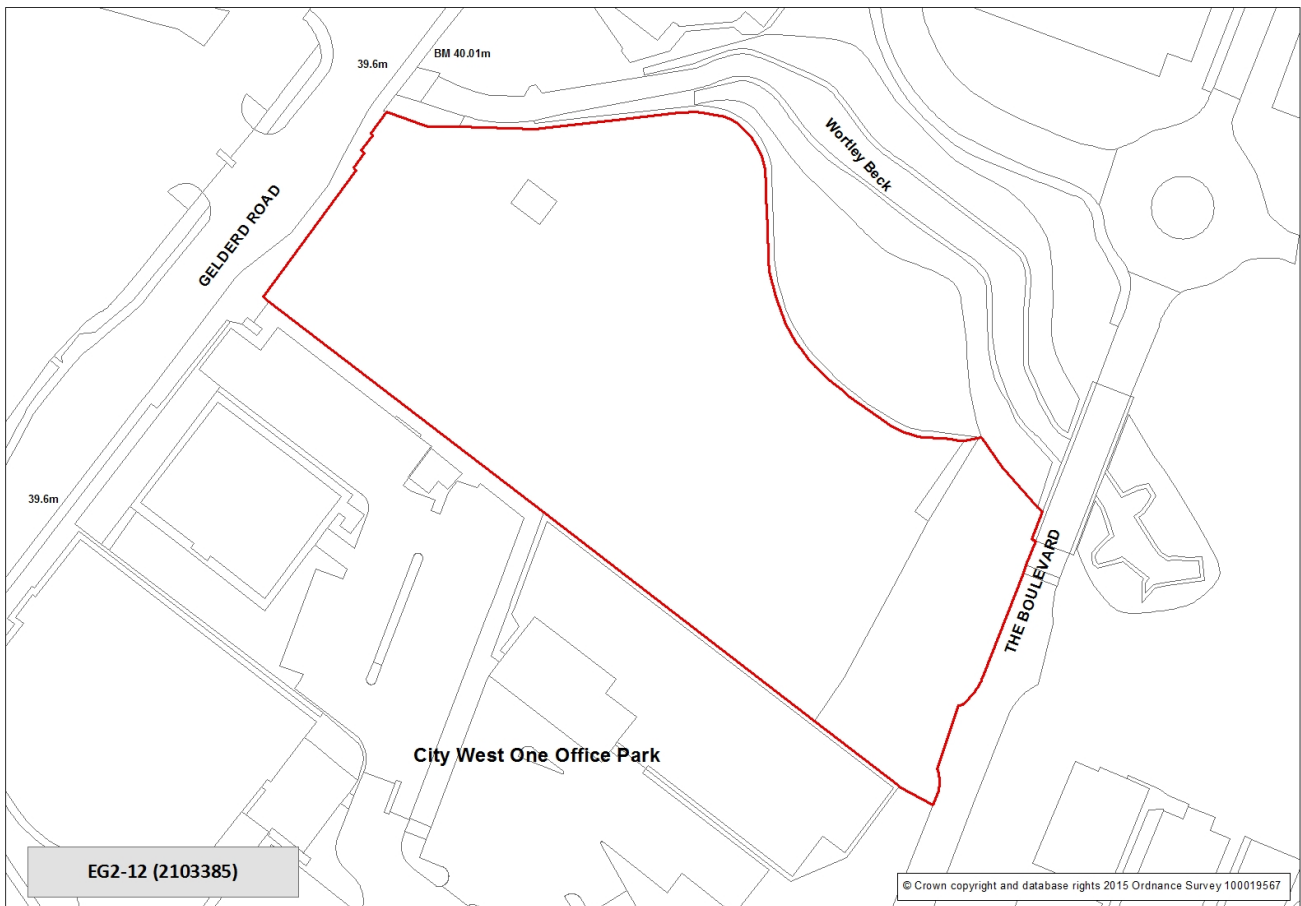 BM 40.01m
39.6m
Wortley Beck
GELDERD ROAD
39.6m
THE BOULEVARD
City West One Office Park
EG2-12 (2103385)
© Crown copyright and database rights 2015 Ordnance Survey 100019567